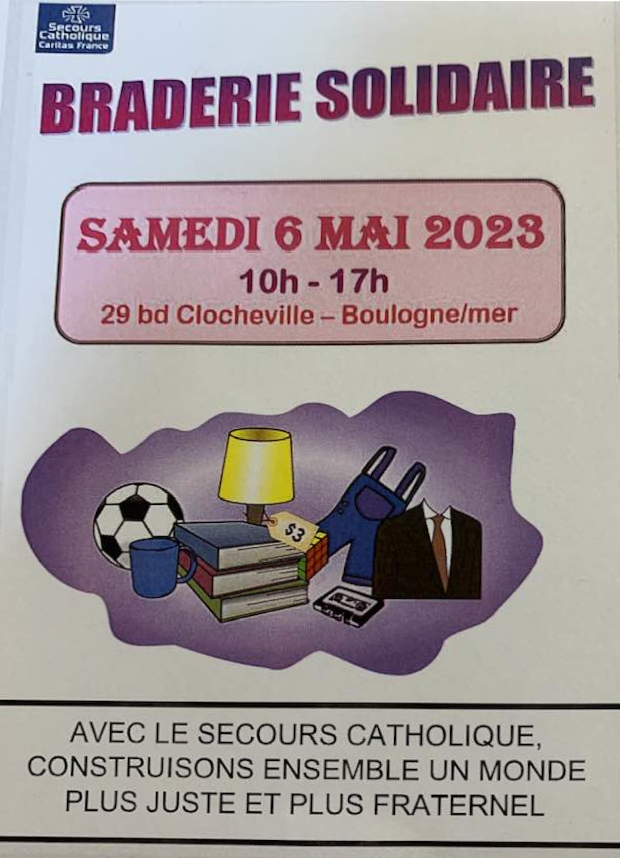 Secours
Catholique
Caritas France
BRADERIE SOLIDAIRE
SAMEDI 6 MAI 2023
10h - 17h
29 bd Clocheville – Boulogne/mer
$3
AVEC LE SECOURS CATHOLIQUE,
CONSTRUISONS ENSEMBLE UN MONDE
PLUS JUSTE ET PLUS FRATERNEL